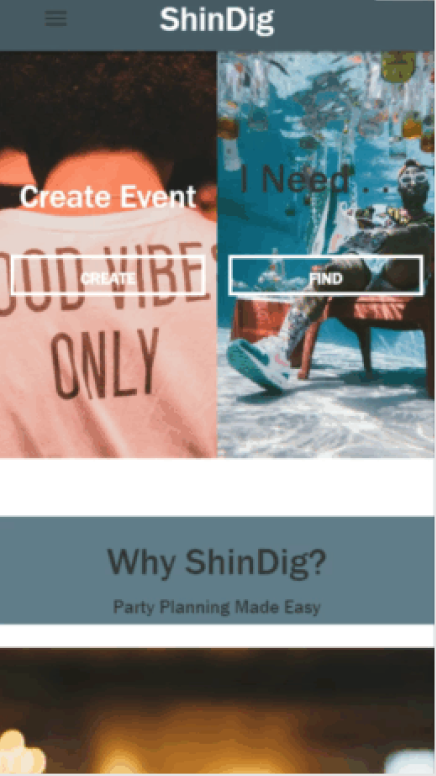 ShinDig
Create Event
I Need . . .
OOD VIBES
ONLY
CREATE
FIND
Why ShinDig?
Party Planning Made Easy